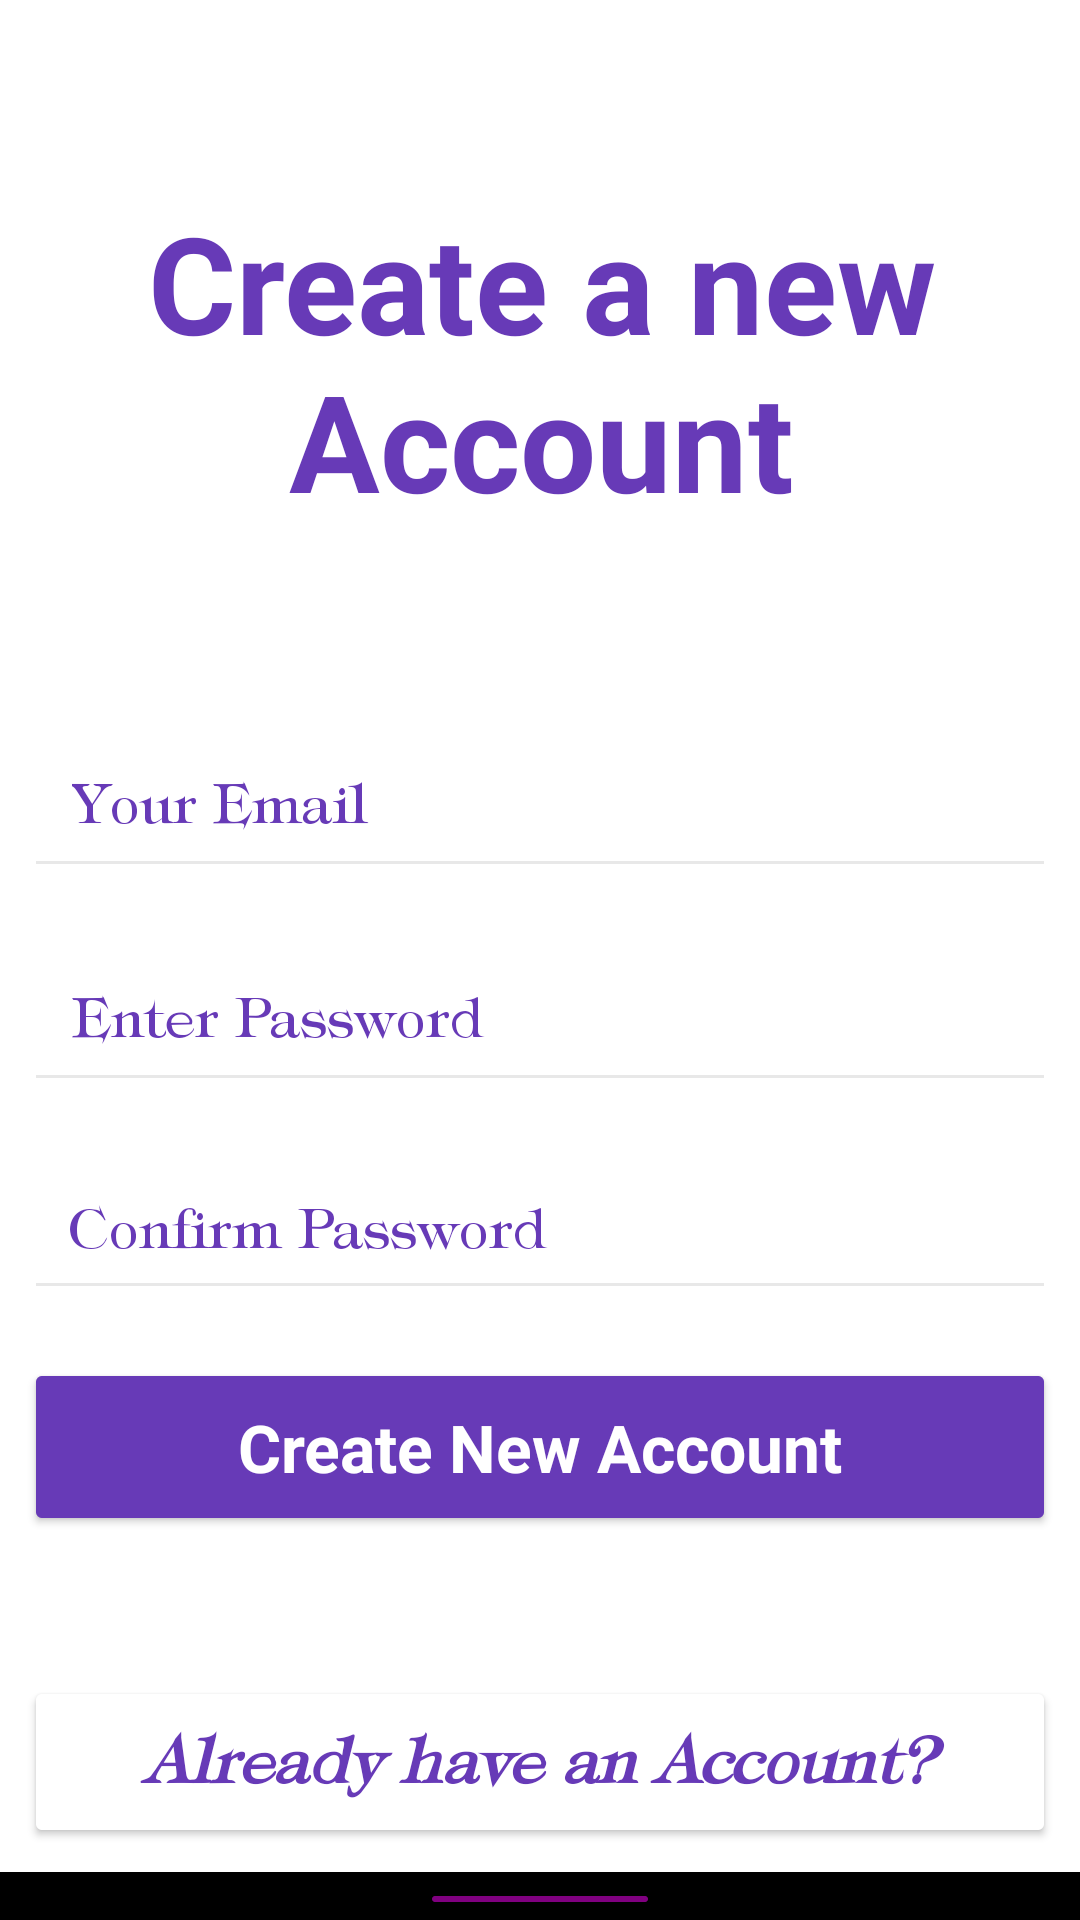 Create a new
Account
Your Email
Enter Password
Confirm Password
Create New Account
Already have an Account?